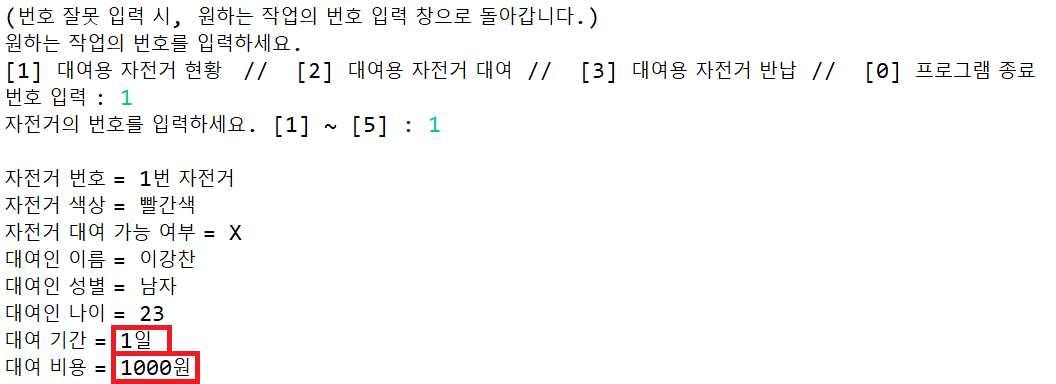 (번호 잘못 입력 시, 원하는 작업의 번호 입력 창으로 돌아갑니다.)
원하는 작업의 번호를 입력하세요.
[1] 대여용 자전거 현황  //  [2] 대여용 자전거 대여 //  [3] 대여용 자전거 반납 //  [0] 프로그램 종료
번호 입력 : 1
자전거의 번호를 입력하세요. [1] ~ [5] : 1
자전거 번호 = 1번 자전거
자전거 색상 = 빨간색
자전거 대여 가능 여부 = X
대여인 이름 = 이강찬
대여인 성별 = 남자
대여인 나이 = 23
대여 기간 = 1일
대여 비용 = 1000원